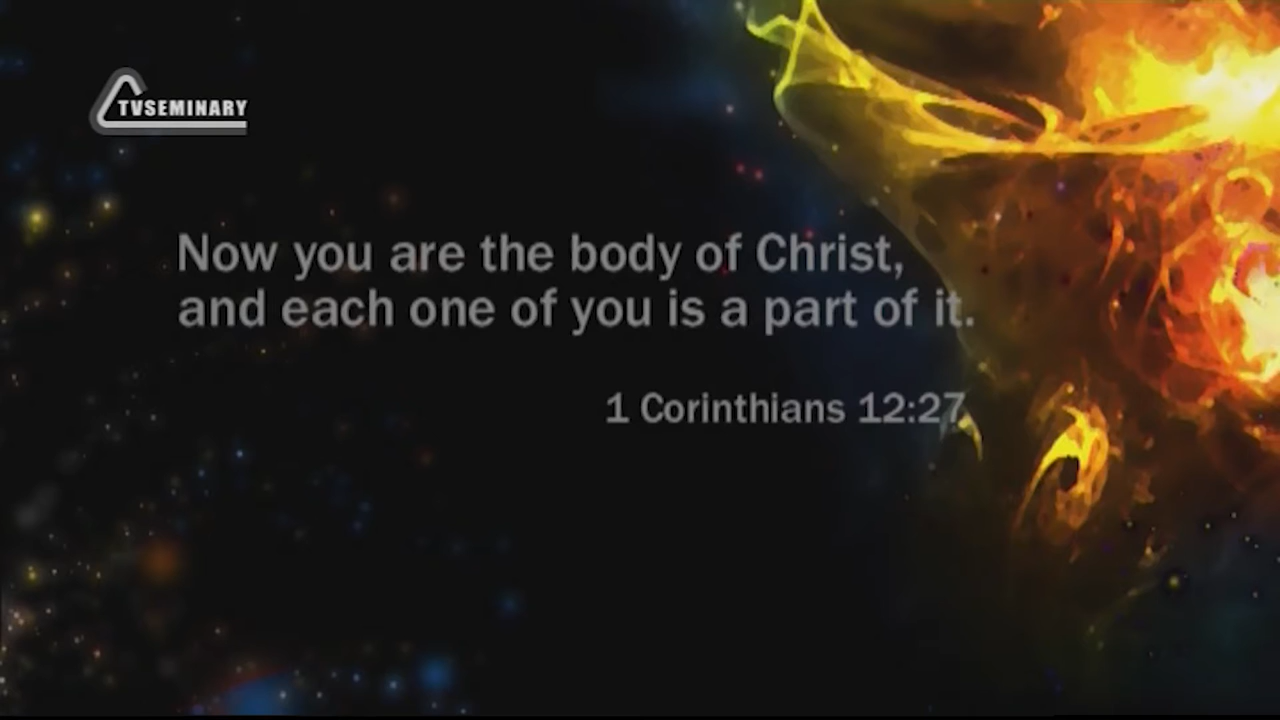 TVSEMINARY
Now you are the body of Christ,
and each one of you is a part of it.
1 Corinthians 12:27